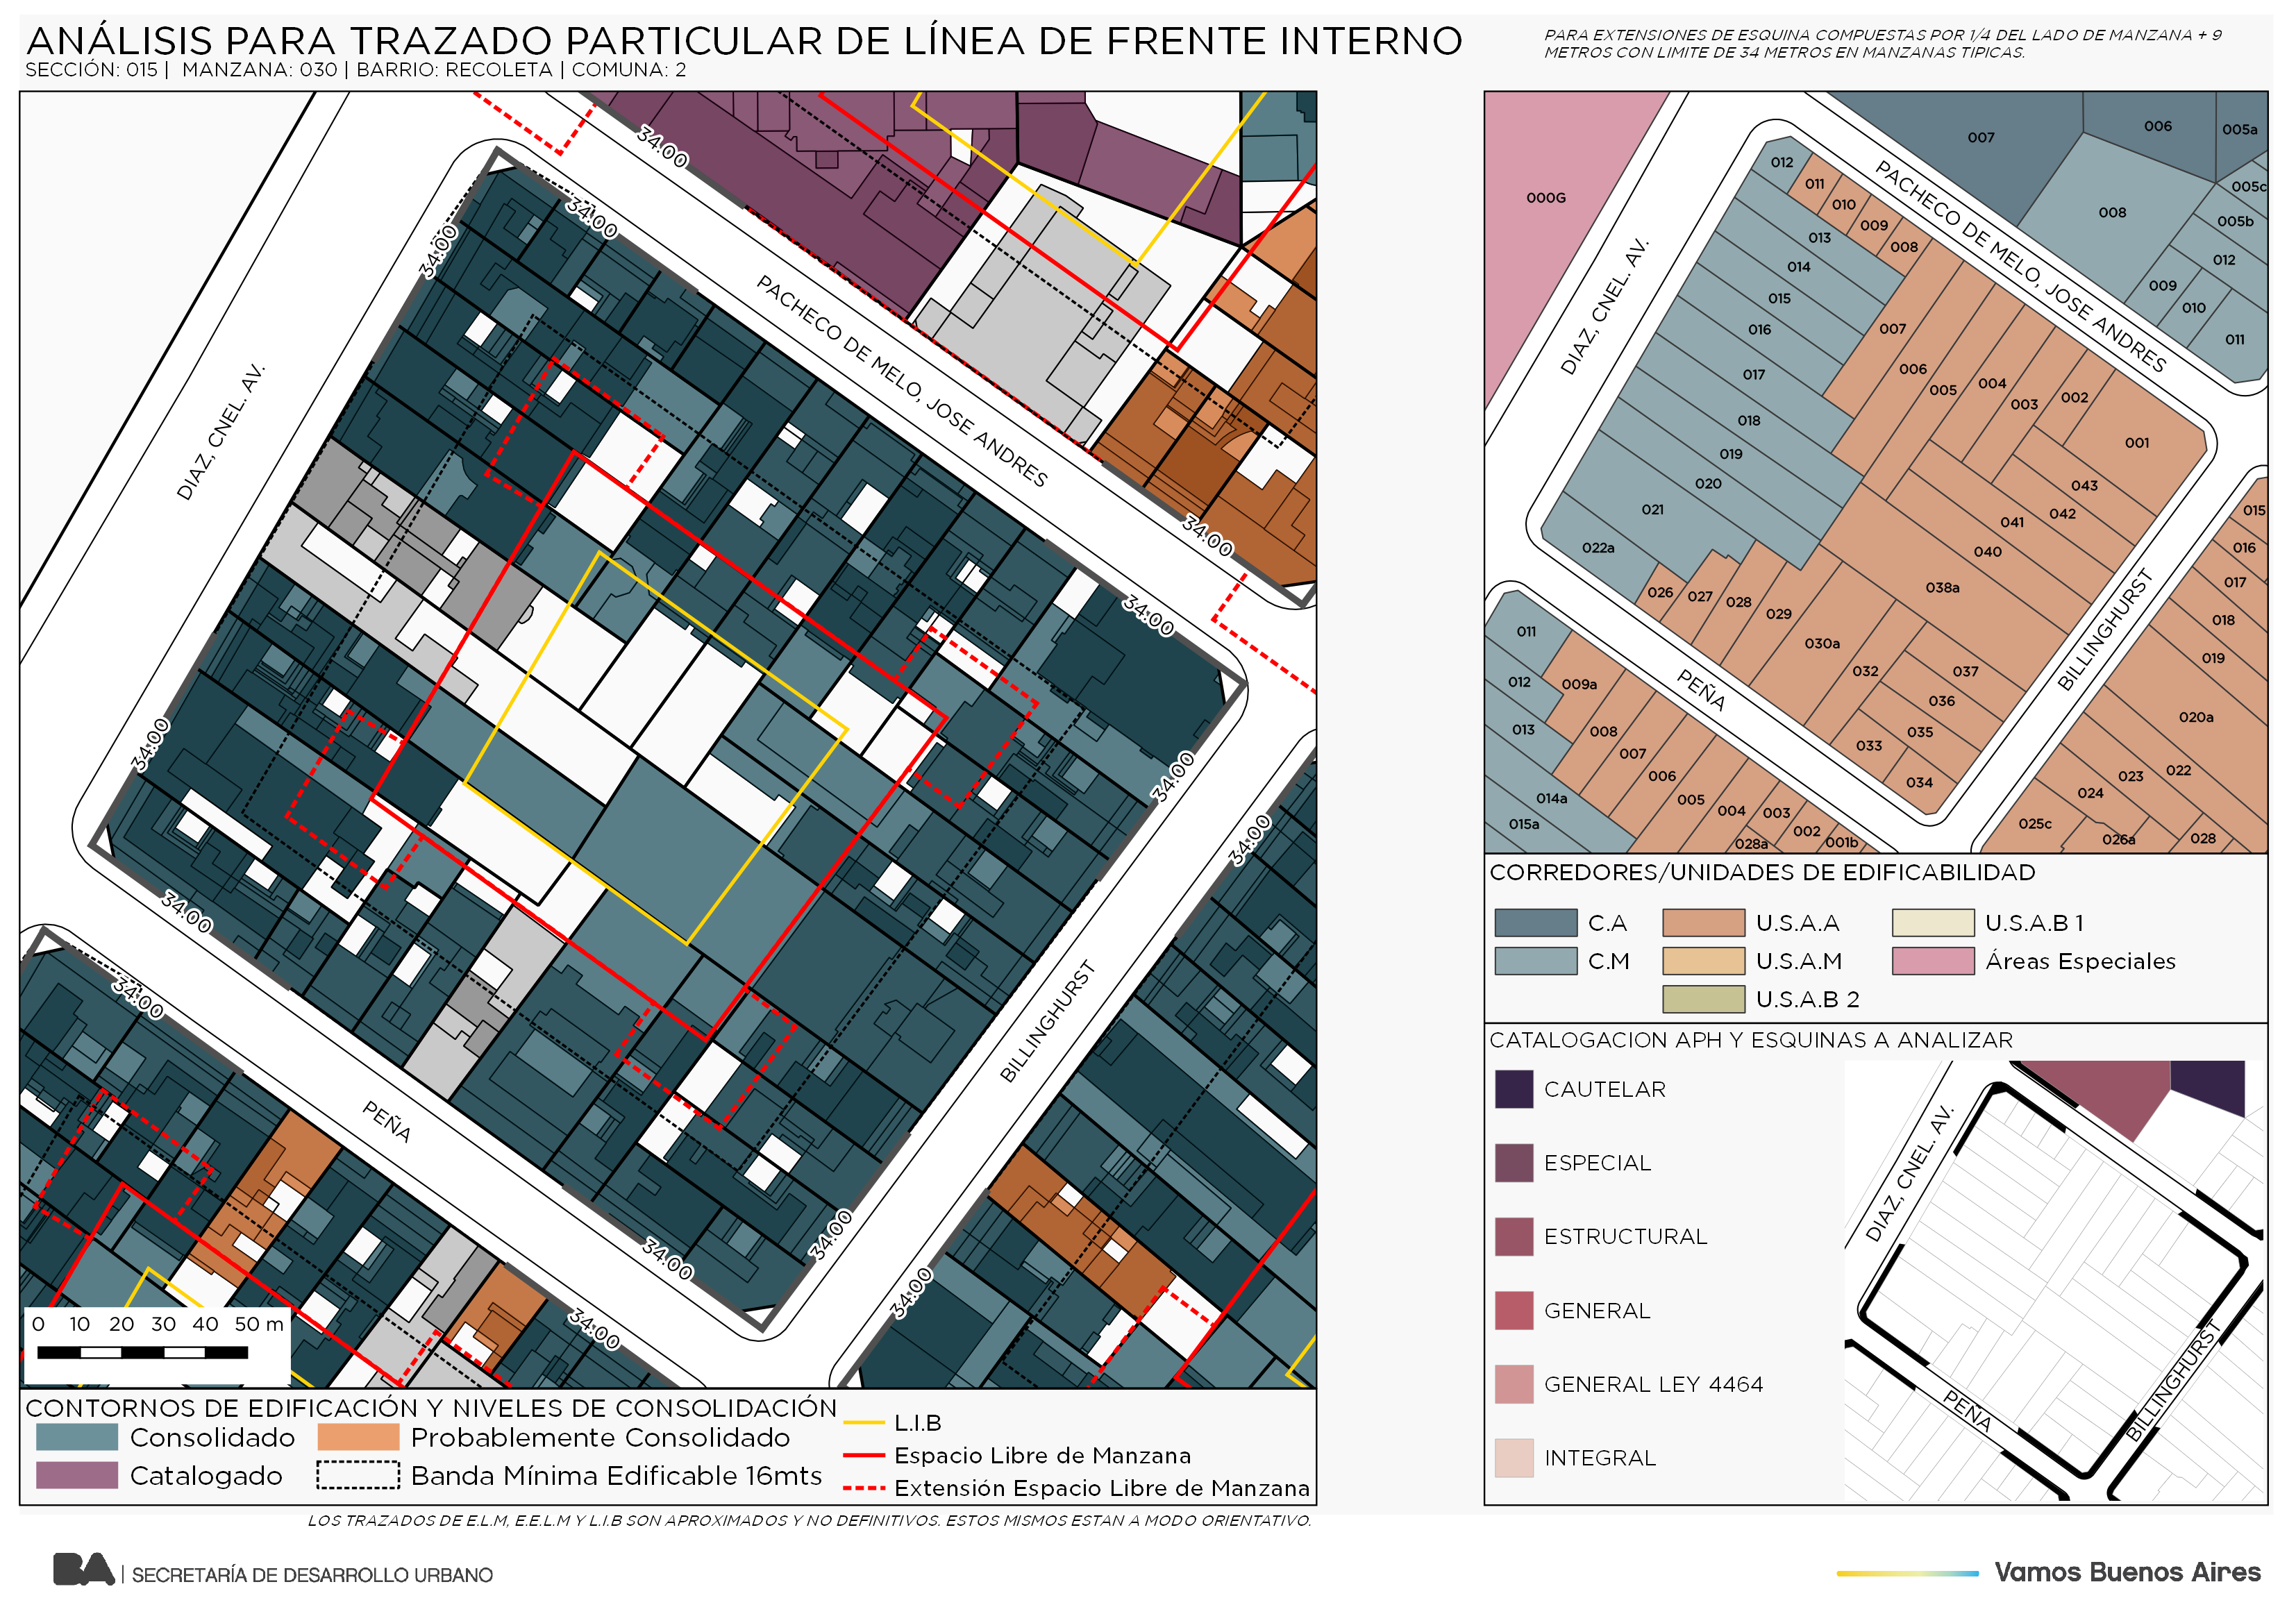 ANÁLISIS PARA TRAZADO PARTICULAR DE LÍNEA DE FRENTE INTERNO
SECCIÓN: 015 | MANZANA: 030 | BARRIO: RECOLETA | COMUNA: 2
PARA EXTENSIONES DE ESQUINA COMPUESTAS POR 1/4 DEL LADO DE MANZANA + 9
METROS CON LIMITE DE 34 METROS EN MANZANAS TIPICAS.
34.00
34.00
34.00
PACHECO DE MELO, JOSE ANDRES
DIAZ, CNEL. AV.
34.00
34.00
34.00
34.00
34.00
34.00
34.00
BILLINGHURST
PEÑA
34.00
34.00
34.00
34.00
0 10 20 30 40 50 m
CONTORNOS DE EDIFICACIÓN Y NIVELES DE CONSOLIDACIÓN
Consolidado
Probablemente Consolidado
Catalogado
Banda Mínima Edificable 16mts
L.I.B
Espacio Libre de Manzana
Extensión Espacio Libre de Manzana
LOS TRAZADOS DE E.L.M, E.E.L.M Y L.I.B SON APROXIMADOS Y NO DEFINITIVOS. ESTOS MISMOS ESTAN A MODO ORIENTATIVO.
000G
007
006
005a
005c
005b
008
012
009
010
011
PACHECO DE MELO, JOSE ANDRES
DIAZ, CNEL. AV.
012
011
010
009
008
013
014
015
016
017
018
019
020
021
022a
007
006
005
004
003
002
001
043
042
041
040
038a
026
027
028
029
030a
032
037
036
035
033
034
PEÑA
BILLINGHURST
011
012
013
014a
015a
009a
008
007
006
005
004
003
002
028a
001b
015
016
017
018
019
020a
022
023
024
025c
026a
028
CORREDORES/UNIDADES DE EDIFICABILIDAD
C.A
U.S.A.A
U.S.A.B 1
C.M
U.S.A.M
Áreas Especiales
U.S.A.B 2
CATALOGACION APH Y ESQUINAS A ANALIZAR
CAUTELAR
ESPECIAL
ESTRUCTURAL
GENERAL
GENERAL LEY 4464
INTEGRAL
DIAZ, CNEL. AV.
PEÑA
BILLINGHURST
BA | SECRETARÍA DE DESARROLLO URBANO
Vamos Buenos Aires